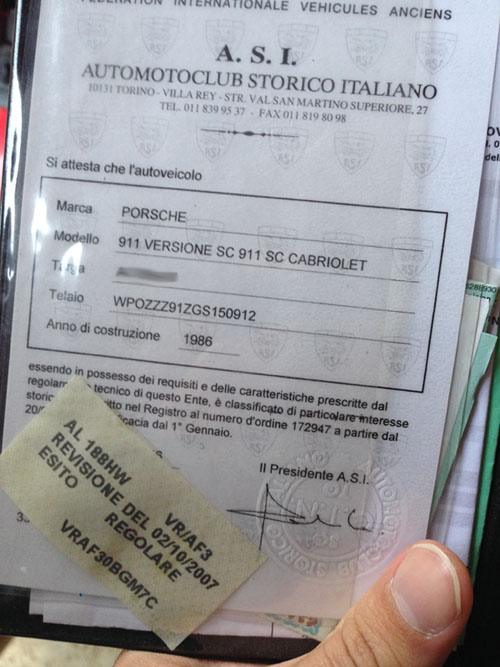 FEDERATION INTERNATIONALE VEHICULES ANCIENS
A. S. I.
AUTOMOTOCLUB STORICO ITALIANO
10131 TORINO - VILLA REY - STR. VAL SAN MARTINO SUPERIORE, 27
TEL. 011 839 95 37 - FAX 011 819 80 98
Si attesta che l'autoveicolo
Marca PORSCHE
Modello 911 VERSIONE SC 911 SC CABRIOLET
Targa
Telaio WPOZZZ91ZGS150912
Anno di costruzione 1986
essendo in possesso dei requisiti e delle caratteristiche prescritte dal
tecnico di questo Ente, è classificato di particolare interesse
nel Registro al numero d'ordine 172947 a partire dal
dal 1° Gennaio.
Il Presidente A.S.I.
AL 188HW VR/AF3
REVISIONE DEL 02/10/2007
ESITO REGOLARE
VRAF30BGM7C